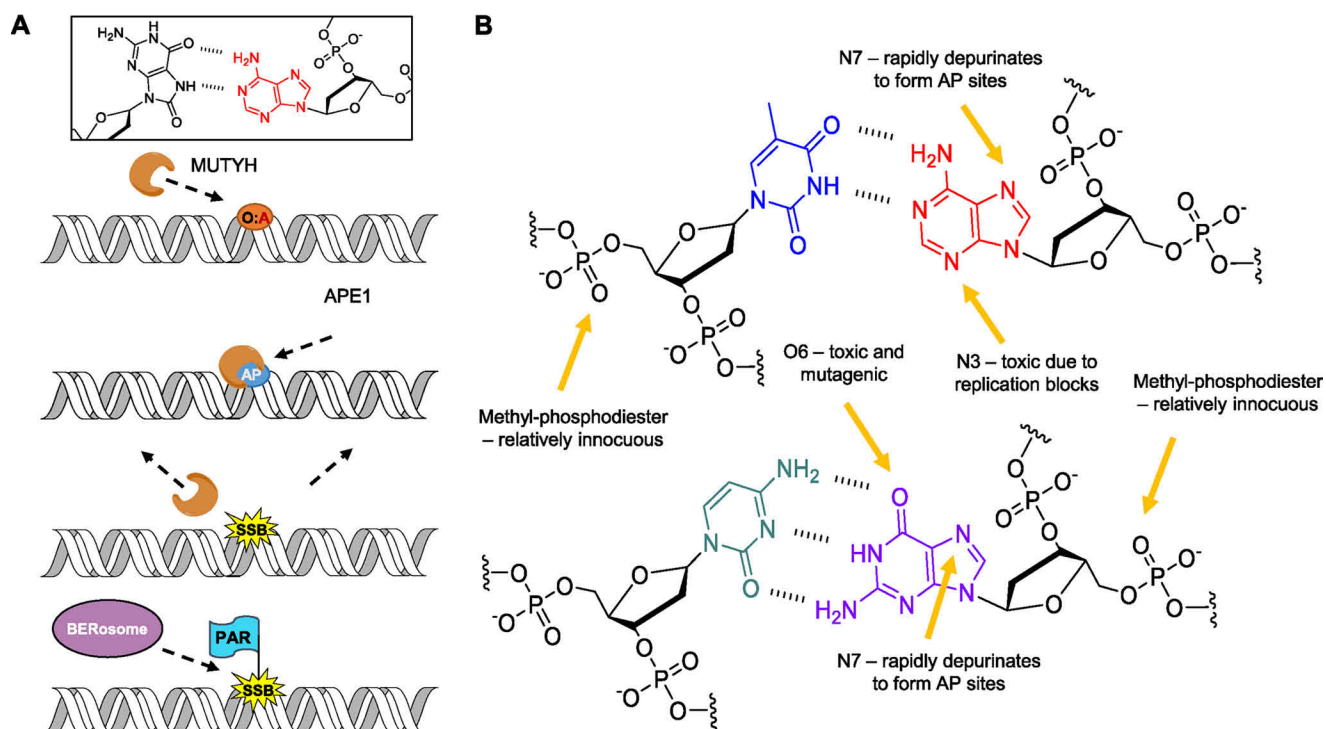 A
H
H₂N
N
O
NH
N
N
O
O
H₂N
N
N
N
N
O
O
P
O⁻
O
O
O
P
O
MUTYH
O:A
APE1
AP
SSB
BERosome
PAR
SSB
B
N7 – rapidly depurinates
to form AP sites
O
O
NH
N
O
H₂N
N
N
N
N
O
O⁻
P
O
O
O
O
O⁻
P
O
O
O
O
P
⁻O
O
O
O
O
P
⁻O
O
O6 – toxic and
mutagenic
N3 – toxic due to
replication blocks
Methyl-phosphodiester
– relatively innocuous
Methyl-phosphodiester
– relatively innocuous
NH₂
N
N
O
O
HN
H₂N
N
N
N
O
O⁻
P
O
O
O
O
O
O⁻
P
O
O
O
P
⁻O
O
O
O
O
O
P
⁻O
O
N7 – rapidly depurinates
to form AP sites